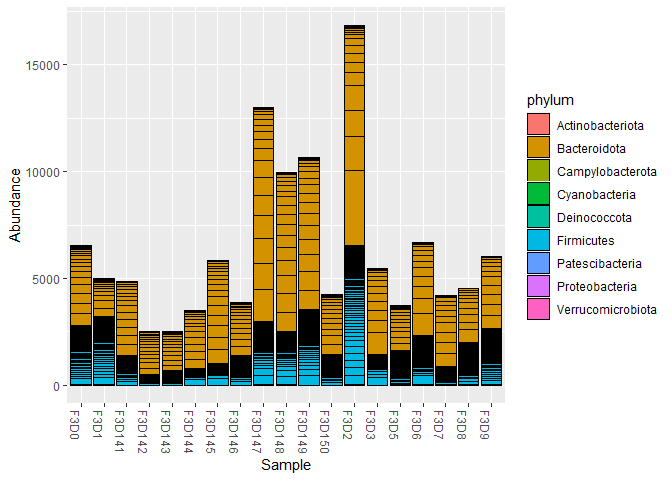 Abundance
15000
10000
5000
0
F3D0
F3D1
F3D141
F3D142
F3D143
F3D144
F3D145
F3D146
F3D147
F3D148
F3D149
F3D150
F3D2
F3D3
F3D5
F3D6
F3D7
F3D8
F3D9
Sample
phylum
Actinobacteriota
Bacteroidota
Campylobacterota
Cyanobacteria
Deinococcota
Firmicutes
Patescibacteria
Proteobacteria
Verrucomicrobiota